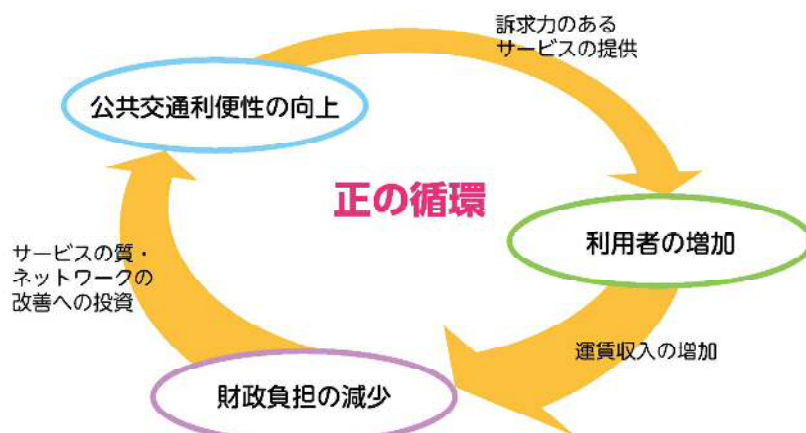 訴求力のある
サービスの提供
公共交通利便性の向上
正の循環
利用者の増加
サービスの質・
ネットワークの
改善への投資
運賃収入の増加
財政負担の減少